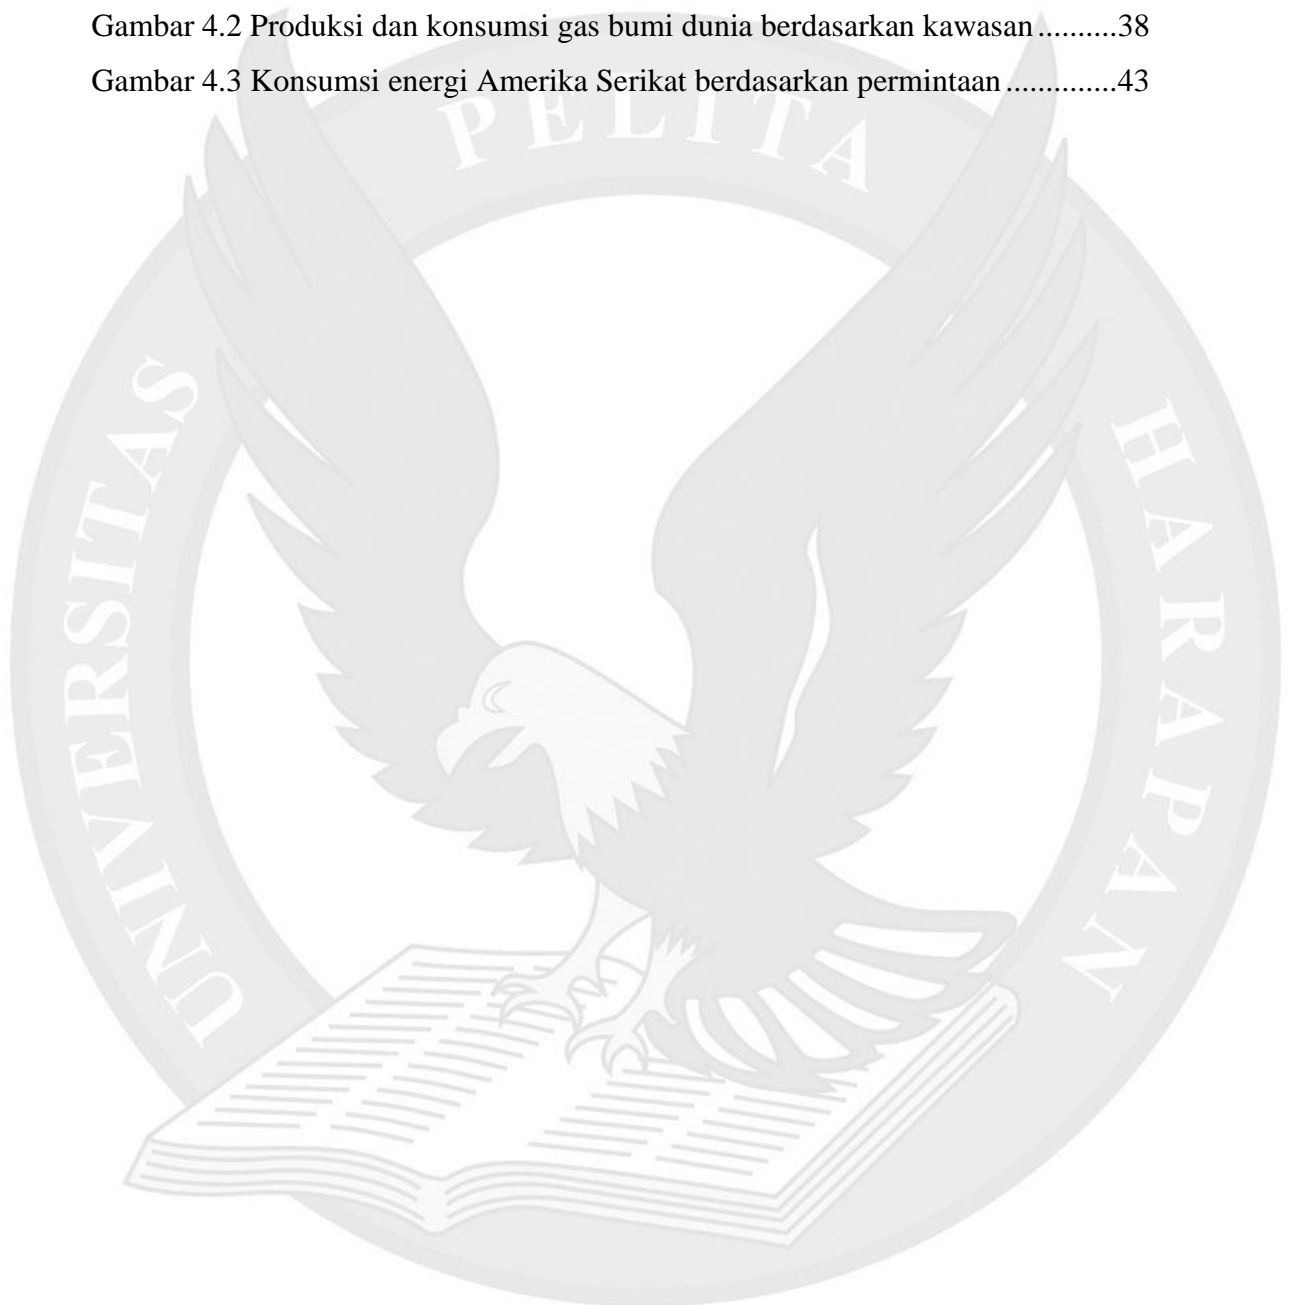 Gambar 4.2 Produksi dan konsumsi gas bumi dunia berdasarkan kawasan..........38
Gambar 4.3 Konsumsi energi Amerika Serikat berdasarkan permintaan..............43
UNIVERSITAS PELITA HARAPAN